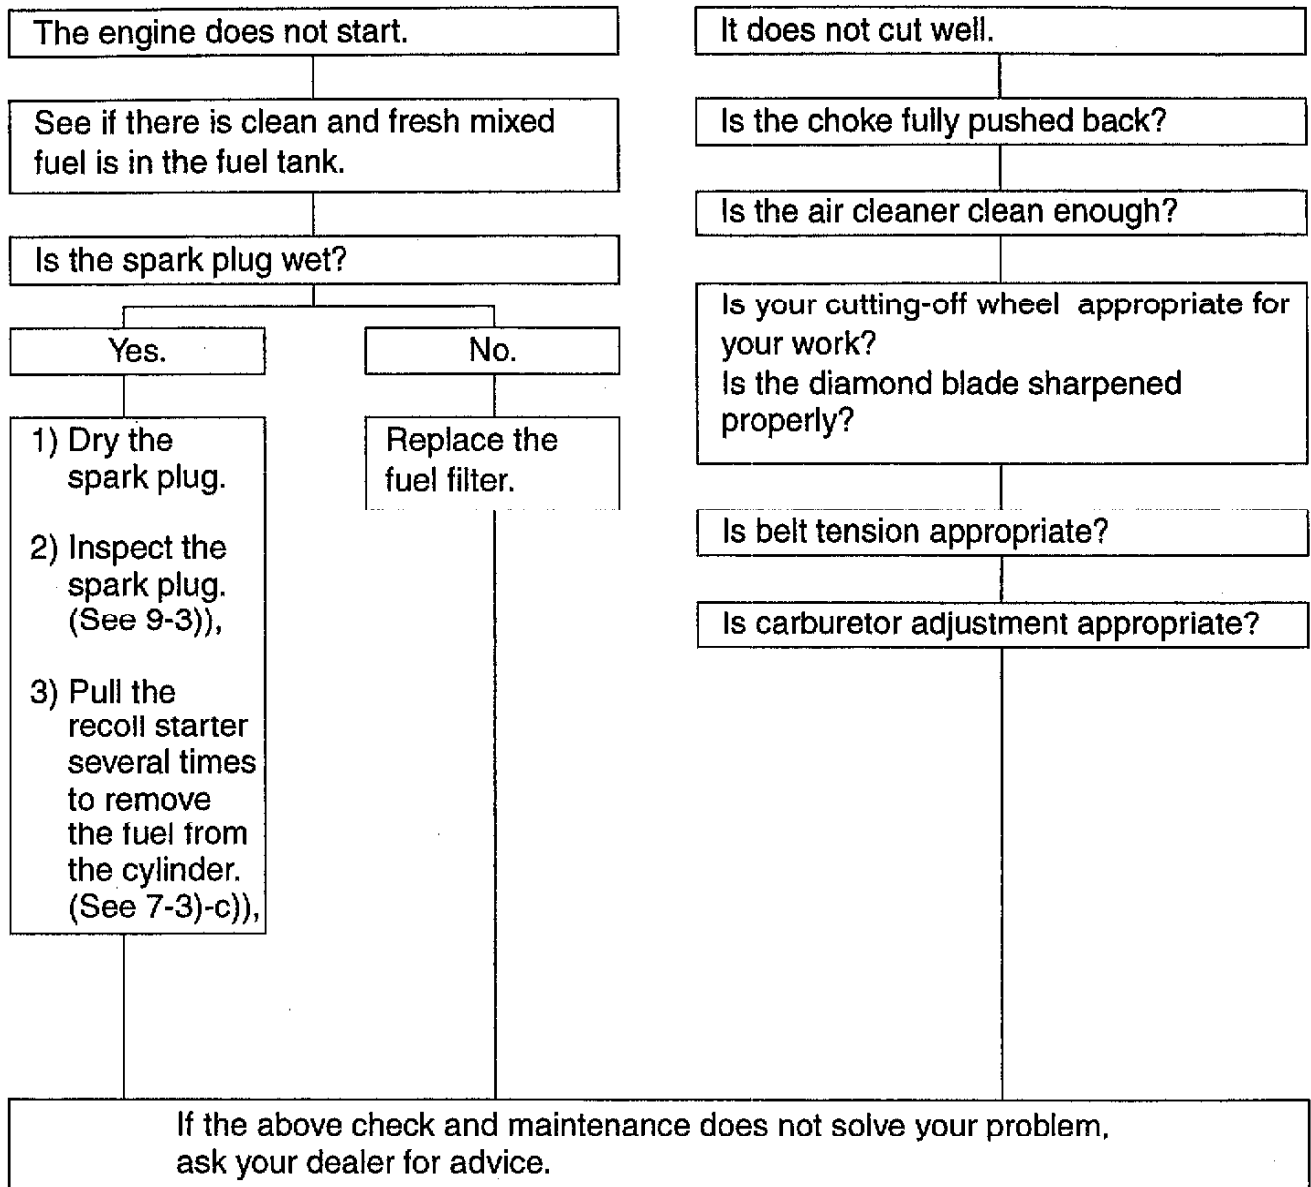 The engine does not start.
See if there is clean and fresh mixed
fuel is in the fuel tank.
Is the spark plug wet?
Yes.
No.
1) Dry the
spark plug.
2) Inspect the
spark plug.
(See 9-3)),
3) Pull the
recoll starter
several times
to remove
the fuel from
the cylinder.
(See 7-3)-c)),
Replace the
fuel filter.
It does not cut well.
Is the choke fully pushed back?
Is the air cleaner clean enough?
Is your cutting-off wheel appropriate for
your work?
Is the diamond blade sharpened
properly?
Is belt tension appropriate?
Is carburetor adjustment appropriate?
If the above check and maintenance does not solve your problem,
ask your dealer for advice.